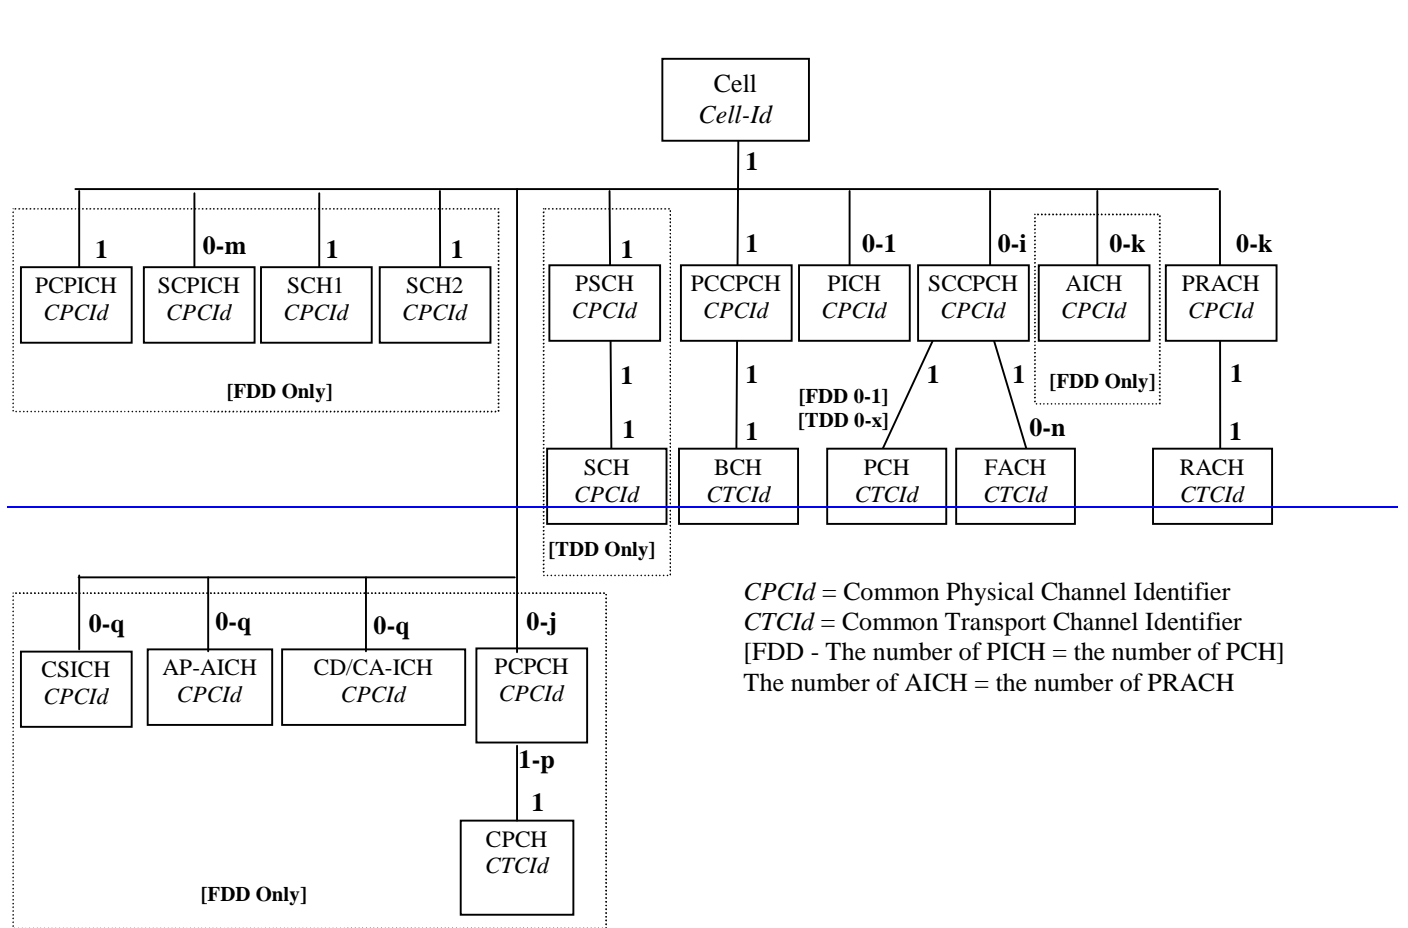 Cell
Cell-Id
1
1
0-m
1
1
1
1
0-1
0-i
0-k
0-k
PCPICH
CPCId
SCPICH
CPCId
SCH1
CPCId
SCH2
CPCId
PSCH
CPCId
PCCPCH
CPCId
PICH
CPCId
SCCPCH
CPCId
AICH
CPCId
PRACH
CPCId
[FDD Only]
1
1
1
1
[FDD Only]
1
[FDD 0-1]
[TDD 0-x]
1
1
0-n
1
SCH
CPCId
BCH
CTCId
PCH
CTCId
FACH
CTCId
RACH
CTCId
[TDD Only]
CPCId = Common Physical Channel Identifier
CTCId = Common Transport Channel Identifier
[FDD - The number of PICH = the number of PCH]
The number of AICH = the number of PRACH
0-q
0-q
0-q
0-j
CSICH
CPCId
AP-AICH
CPCId
CD/CA-ICH
CPCId
PCPCH
CPCId
1-p
1
CPCH
CTCId
[FDD Only]